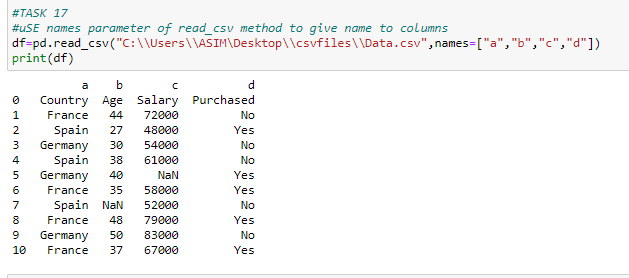 #TASK 17
#uSE names parameter of read_csv method to give name to columns
df=pd.read_csv("C:\\Users\\ASIM\Desktop\\csvfiles\\Data.csv",names=["a","b","c","d"])
print(df)
a b c d
0 Country Age Salary Purchased
1 France 44 72000 No
2 Spain 27 48000 Yes
3 Germany 30 54000 No
4 Spain 38 61000 No
5 Germany 40 NaN Yes
6 France 35 58000 Yes
7 Spain NaN 52000 No
8 France 48 79000 Yes
9 Germany 50 83000 No
10 France 37 67000 Yes